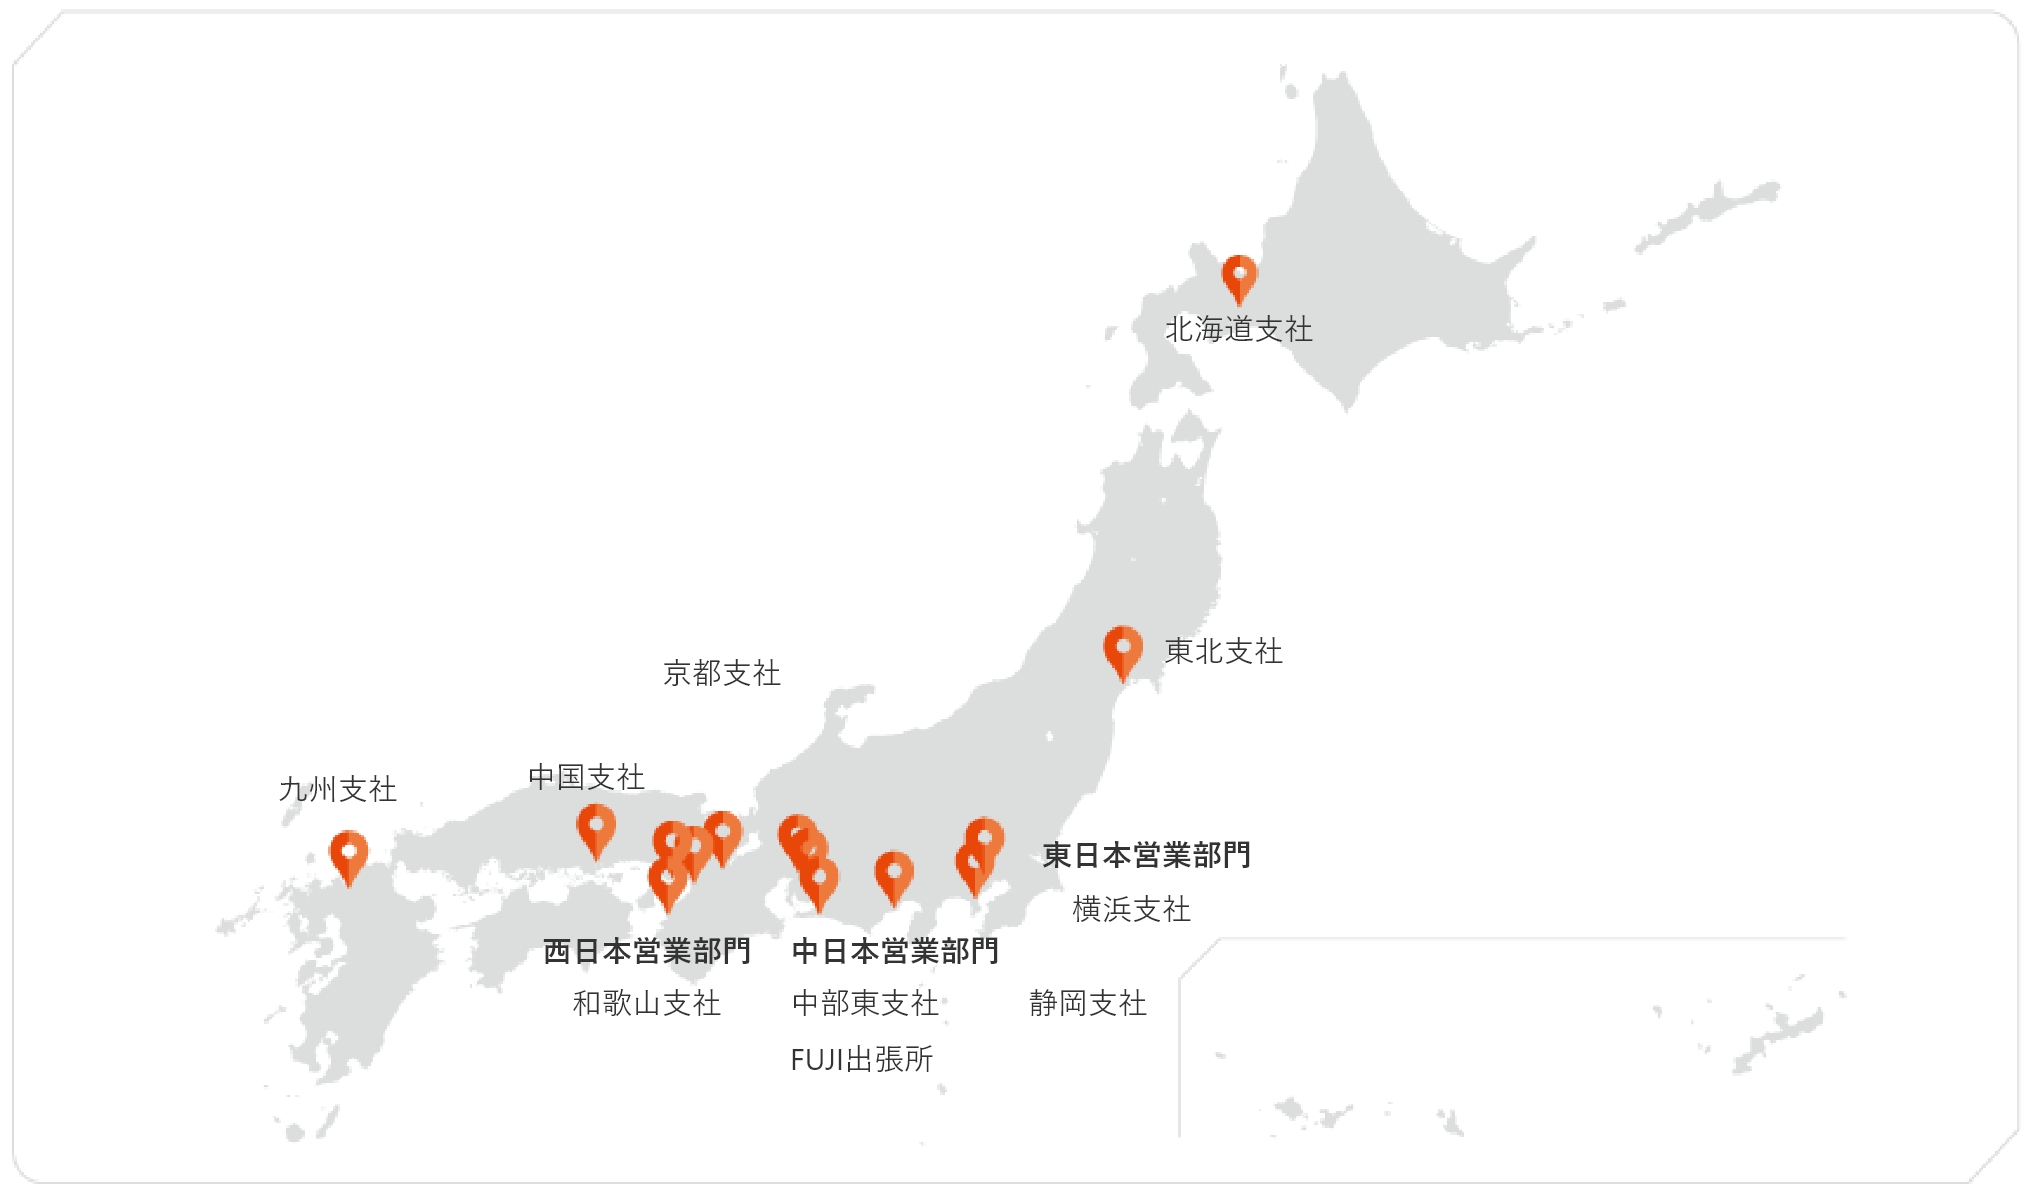 北海道支社
東北支社
京都支社
中国支社
九州支社
東日本営業部門
横浜支社
西日本営業部門
和歌山支社
中日本営業部門
中部東支社
FUJI出張所
静岡支社